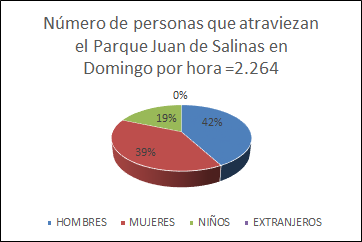 Número de personas que atraviezan
el Parque Juan de Salinas en
Domingo por hora =2.264
0%
19%
42%
39%
HOMBRES MUJERES NIÑOS EXTRANJEROS